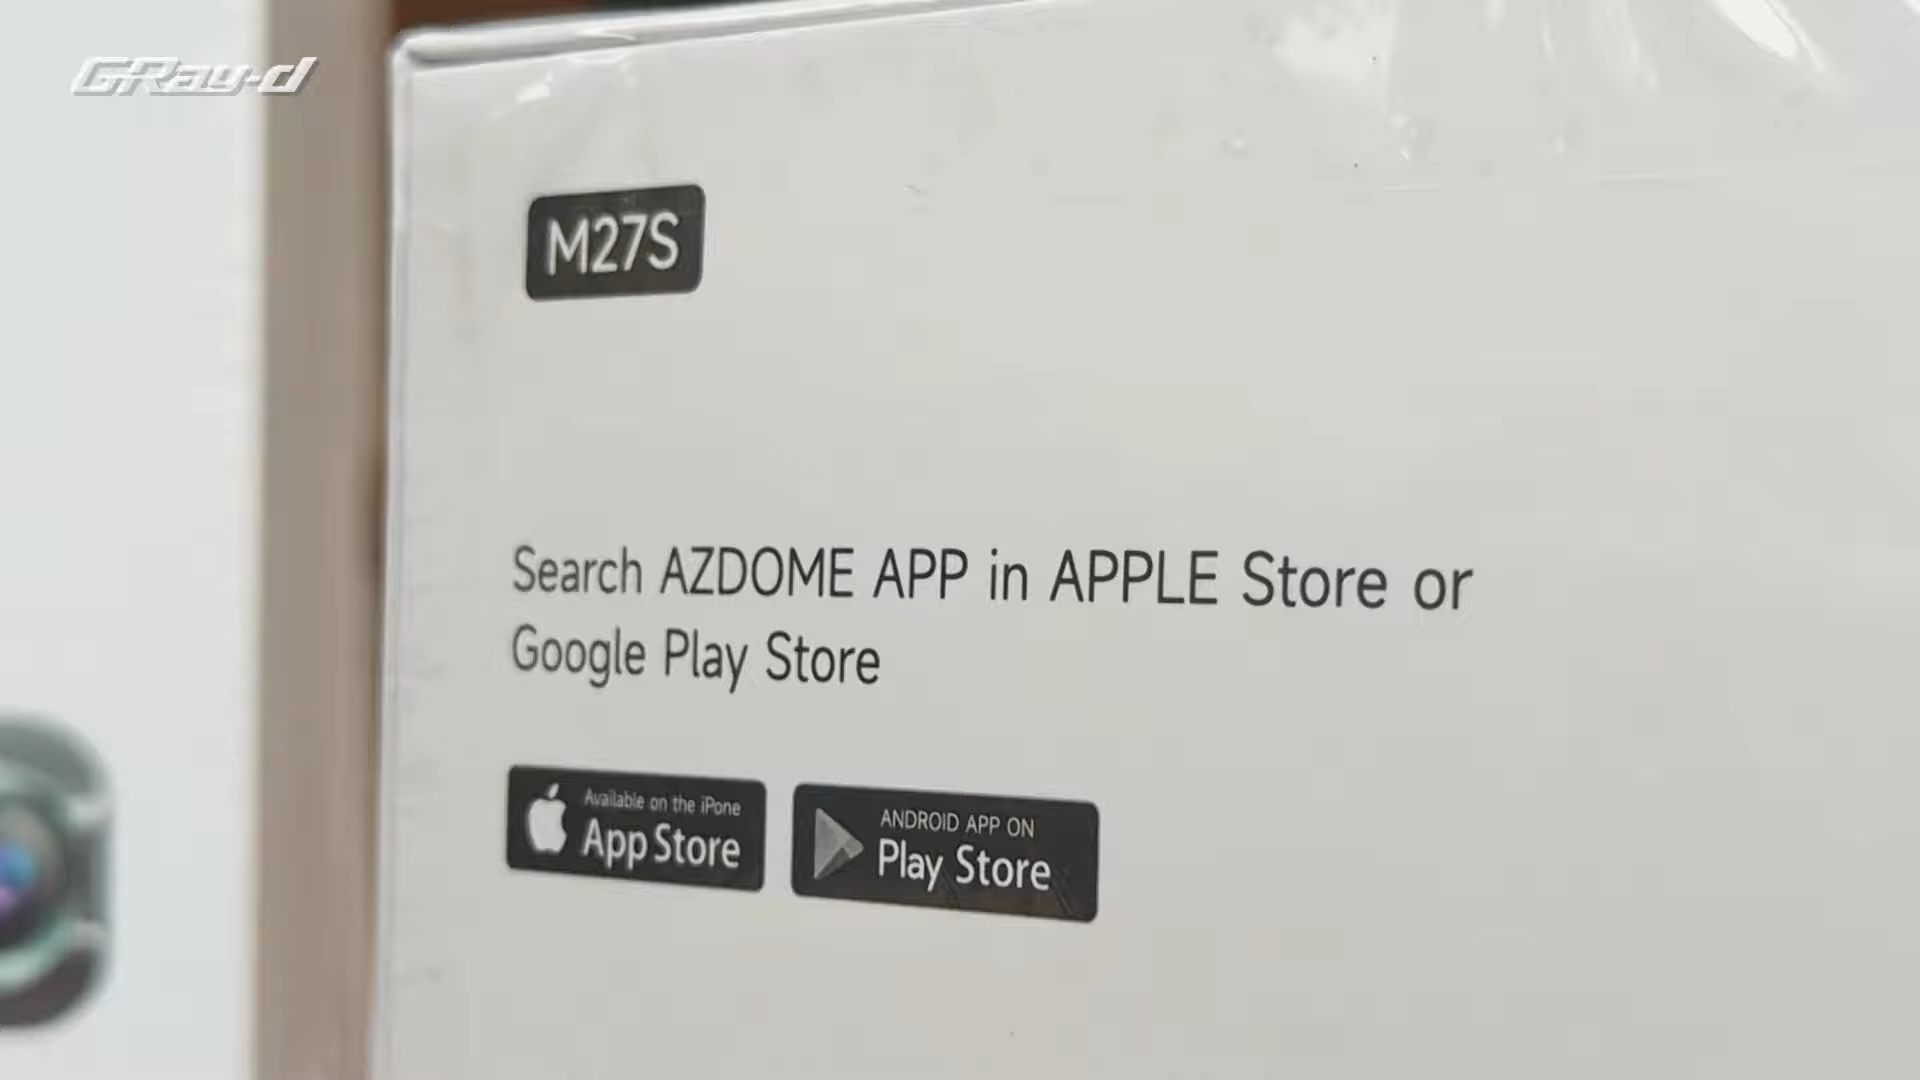 GRay-d
M27S
Search AZDOME APP in APPLE Store or
Google Play Store
Available on the iPone
App Store
ANDROID APP ON
Play Store